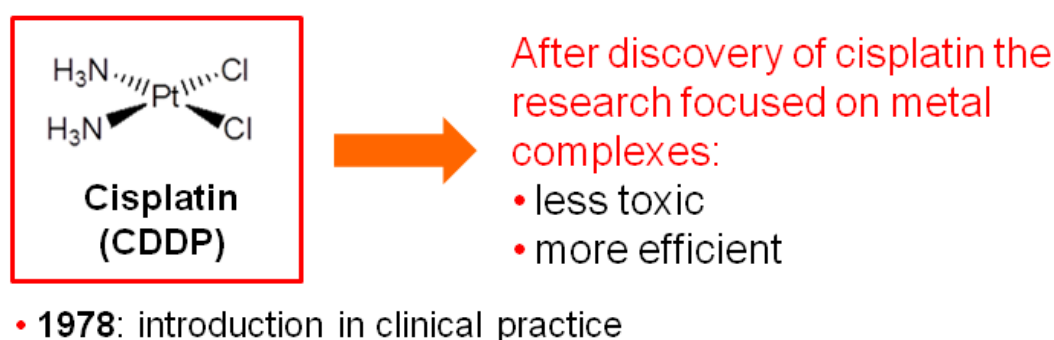 H₃N Pt Cl
H₃N Cl
Cisplatin
(CDDP)
After discovery of cisplatin the
research focused on metal
complexes:
• less toxic
• more efficient
• 1978: introduction in clinical practice